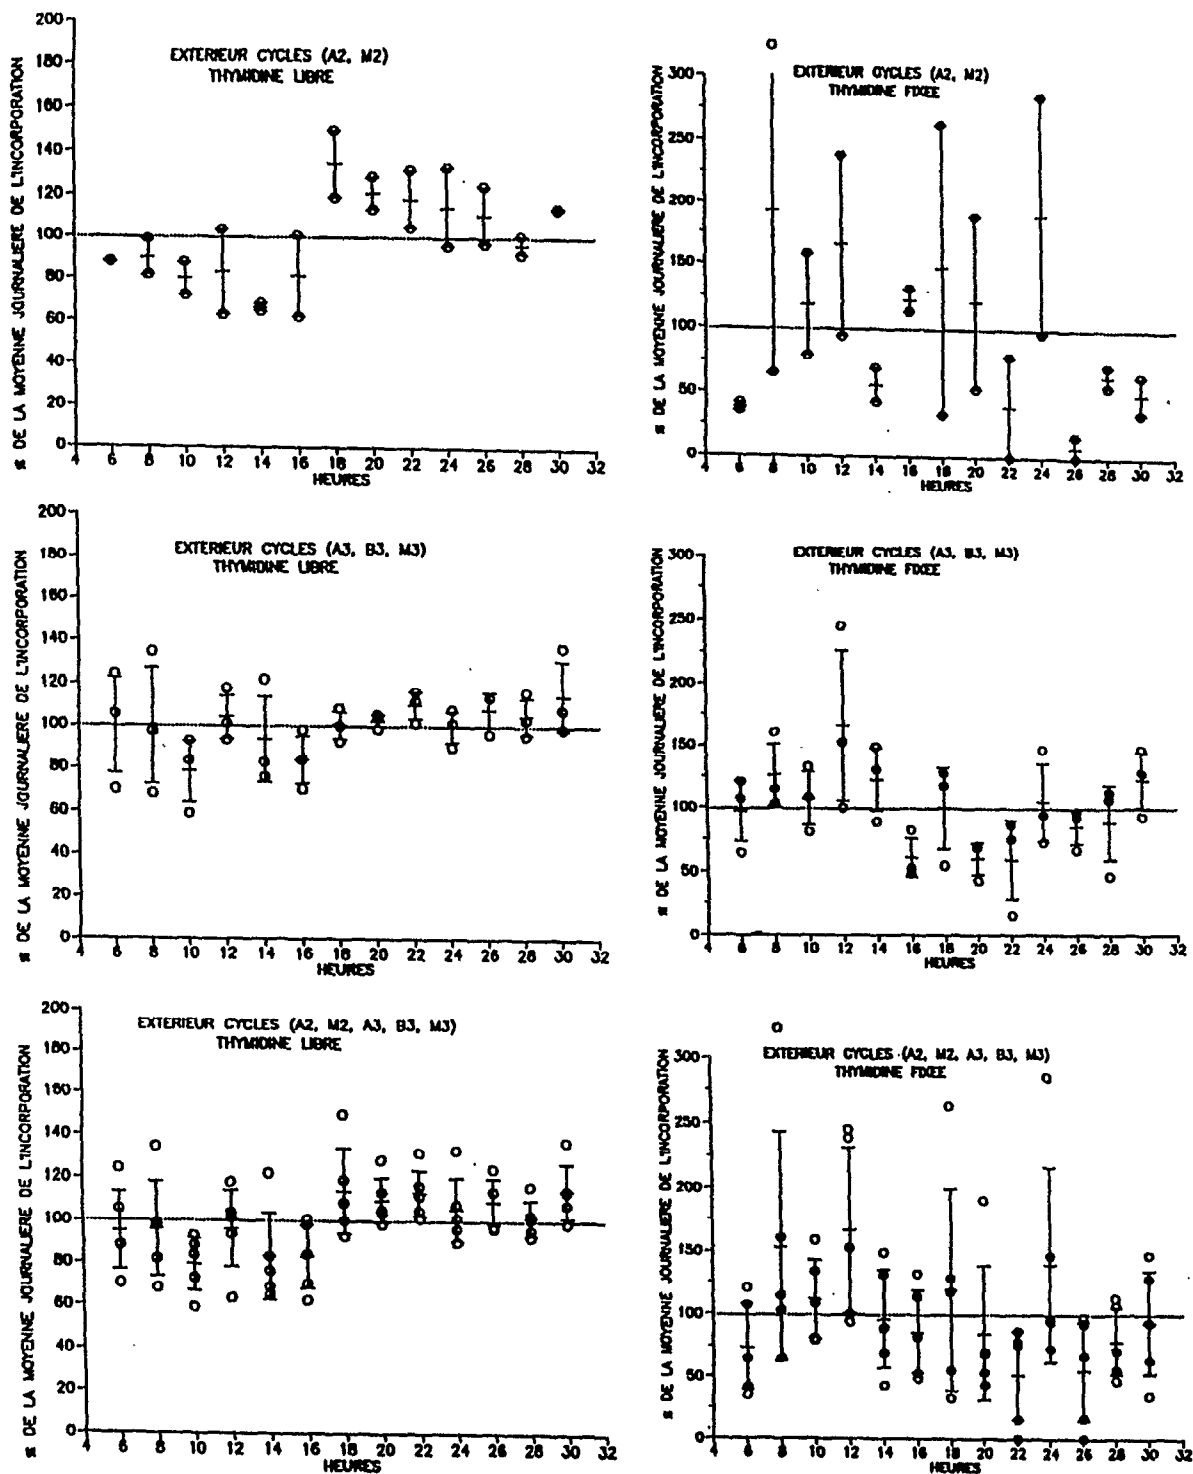 EXTERIEUR CYCLES (A2, M2)
THYMIDINE LIBRE
% DE LA MOYENNE JOURNALIERE DE L'INCORPORATION
200
180
160
140
120
100
80
60
40
20
0
4 6 8 10 12 14 16 18 20 22 24 26 28 30 32
HEURES
EXTERIEUR CYCLES (A2, M2)
THYMIDINE FIXEE
% DE LA MOYENNE JOURNALIERE DE L'INCORPORATION
300
250
200
150
100
50
0
4 6 8 10 12 14 16 18 20 22 24 26 28 30 32
HEURES
EXTERIEUR CYCLES (A3, B3, M3)
THYMIDINE LIBRE
% DE LA MOYENNE JOURNALIERE DE L'INCORPORATION
200
180
160
140
120
100
80
60
40
20
0
4 6 8 10 12 14 16 18 20 22 24 26 28 30 32
HEURES
EXTERIEUR CYCLES (A3, B3, M3)
THYMIDINE FIXEE
% DE LA MOYENNE JOURNALIERE DE L'INCORPORATION
300
250
200
150
100
50
0
4 6 8 10 12 14 16 18 20 22 24 26 28 30 32
HEURES
EXTERIEUR CYCLES (A2, M2, A3, B3, M3)
THYMIDINE LIBRE
% DE LA MOYENNE JOURNALIERE DE L'INCORPORATION
200
180
160
140
120
100
80
60
40
20
0
4 6 8 10 12 14 16 18 20 22 24 26 28 30 32
HEURES
EXTERIEUR CYCLES (A2, M2, A3, B3, M3)
THYMIDINE FIXEE
% DE LA MOYENNE JOURNALIERE DE L'INCORPORATION
300
250
200
150
100
50
0
4 6 8 10 12 14 16 18 20 22 24 26 28 30 32
HEURES